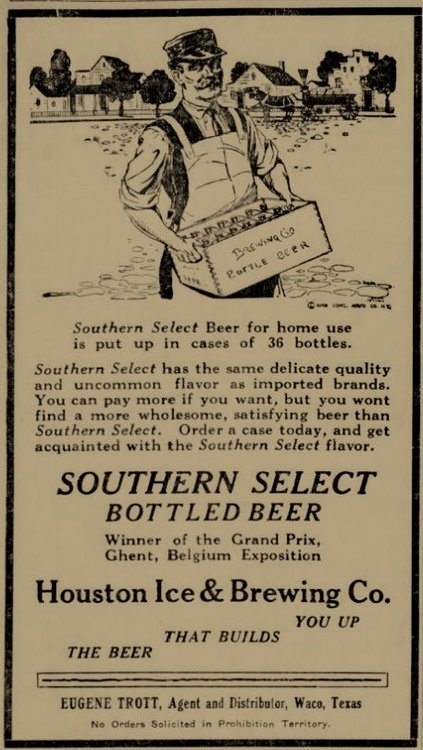 Brewing Co
Bottle Beer
BEER
Southern Select Beer for home use
is put up in cases of 36 bottles.
Southern Select has the same delicate quality
and uncommon flavor as imported brands.
You can pay more if you want, but you wont
find a more wholesome, satisfying beer than
Southern Select. Order a case today, and get
acquainted with the Southern Select flavor.
SOUTHERN SELECT
BOTTLED BEER
Winner of the Grand Prix,
Ghent, Belgium Exposition
Houston Ice & Brewing Co.
YOU UP
THAT BUILDS
THE BEER
EUGENE TROTT, Agent and Distributor, Waco, Texas
No Orders Solicited in Prohibition Territory.